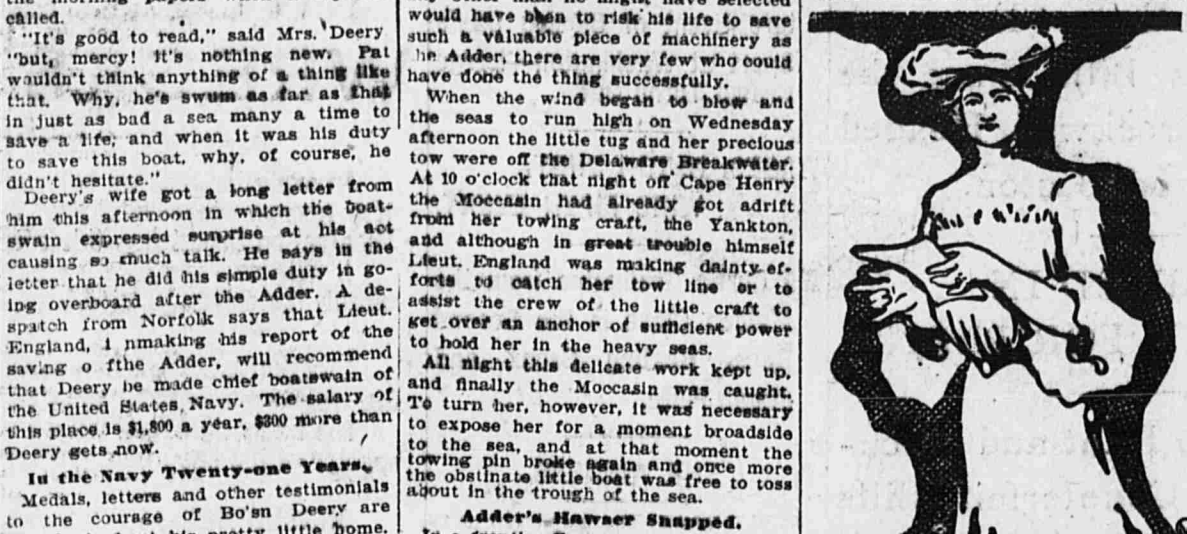 called.
"It's good to read," said Mrs. Deery
"but, mercy! it's nothing new. Pat
wouldn't think anything of a thing like
that. Why, he's swum as far as that
in just as bad a sea many a time to
save a life; and when it was his duty
to save this boat, why, of course, he
didn't hesitate."
Deery's wife got a long letter from
him this afternoon in which the boat-
swain expressed surprise at his act
causing so much talk. He says in the
letter that he did his simple duty in go-
ing overboard after the Adder. A de-
spatch from Norfolk says that Lieut.
England, i nmaking his report of the
saving o fthe Adder, will recommend
that Deery be made chief boatswain of
the United States Navy. The salary of
this place is $1,800 a year, $300 more than
Deery gets now.
In the Navy Twenty-one Years.
Medals, letters and other testimonials
to the courage of Bo'sn Deery are
his pretty little home.
would have been to risk his life to save
such a valuable piece of machinery as
he Adder, there are very few who could
have done the thing successfully.
When the wind began to blow and
the seas to run high on Wednesday
afternoon the little tug and her precious
tow were off the Delaware Breakwater.
At 10 o'clock that night off Cape Henry
the Moccasin had already got adrift
from her towing craft, the Yankton,
and although in great trouble himself
Lieut. England was making dainty ef-
forts to catch her tow line or to
assist the crew of the little craft to
get over an anchor of sufficient power
to hold her in the heavy seas.
All night this delicate work kept up,
and finally the Moccasin was caught.
To turn her, however, it was necessary
to expose her for a moment broadside
to the sea, and at that moment the
towing pin broke again and once more
the obstinate little boat was free to toss
about in the trough of the sea.
Adder's Hawser Snapped.